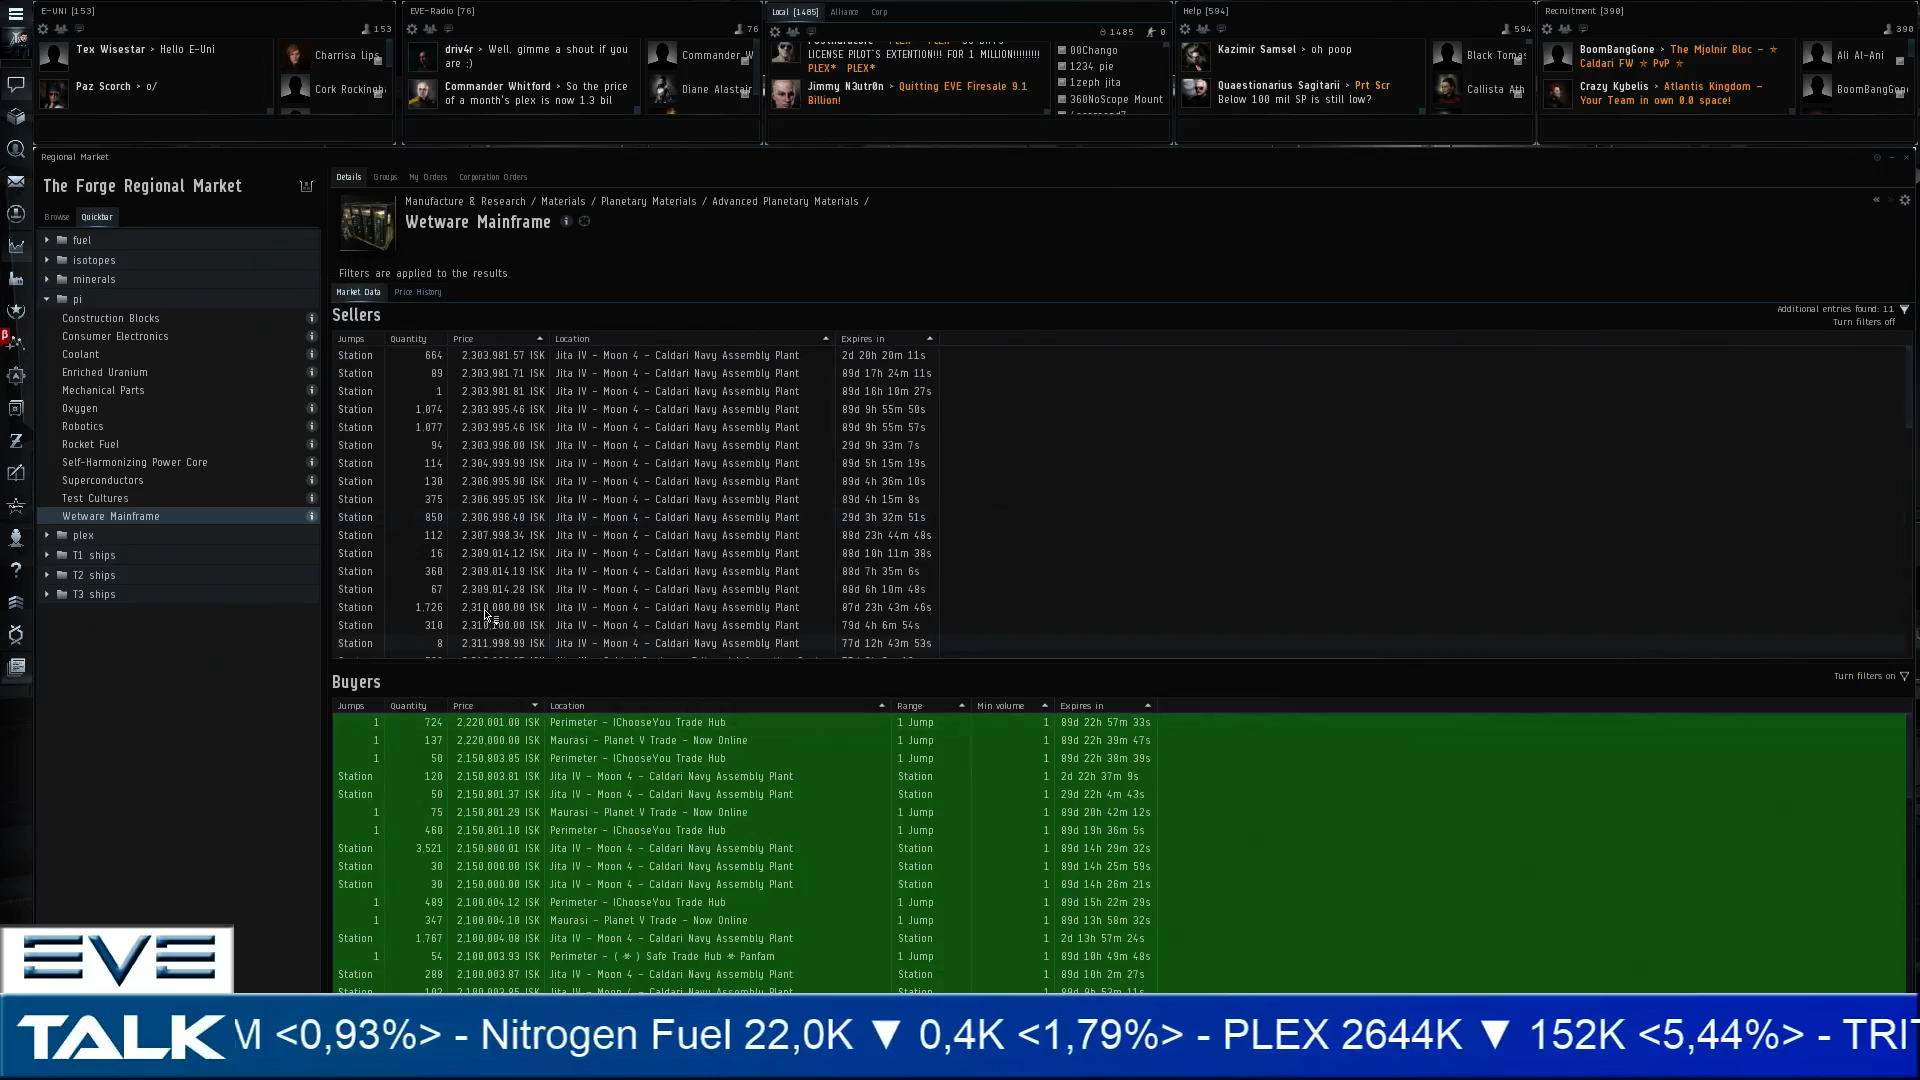 E-UNI [153]
153
Tex Wisestar > Hello E-Uni
Paz Scorch > o/
Charrisa Lips
Cork Rockingh
EVE-Radio [76]
76
driv4r > Well, gimme a shout if you
are ;)
Commander Whitford > So the price
of a month's plex is now 1.3 bil
Commander W
Diane Alastair
Local [1485]
Alliance
Corp
1485
0
LICENSE PILOT'S EXTENTION!!! FOR 1 MILLION!!!!!!!!
PLEX* PLEX*
Jimmy N3utr0n > Quitting EVE Firesale 9.1
Billion!
00Chango
1234 pie
1zeph jita
360NoScope Mount
Help [594]
594
Kazimir Samsel > oh poop
Quaestionarius Sagitarii > Prt Scr
Below 100 mil SP is still low?
Black Tomas
Callista Ath
Recruitment [390]
390
BoomBangGone > The Mjolnir Bloc -
Caldari FW PvP
Crazy Kybelis > Atlantis Kingdom -
Your Team in own 0.0 space!
Ali Al-Ani
BoomBangGone
Regional Market
The Forge Regional Market
Browse
Quickbar
fuel
isotopes
minerals
pi
Construction Blocks
Consumer Electronics
Coolant
Enriched Uranium
Mechanical Parts
Oxygen
Robotics
Rocket Fuel
Self-Harmonizing Power Core
Superconductors
Test Cultures
Wetware Mainframe
plex
T1 ships
T2 ships
T3 ships
Details Groups My Orders Corporation Orders
Manufacture & Research / Materials / Planetary Materials / Advanced Planetary Materials /
Wetware Mainframe
Filters are applied to the results
Market Data Price History
Sellers
Additional entries found: 11
Turn filters off
Jumps Quantity Price Location Expires in
Station 664 2,303,981.57 ISK Jita IV - Moon 4 - Caldari Navy Assembly Plant 2d 20h 20m 11s
Station 89 2,303,981.71 ISK Jita IV - Moon 4 - Caldari Navy Assembly Plant 89d 17h 24m 11s
Station 1 2,303,981.81 ISK Jita IV - Moon 4 - Caldari Navy Assembly Plant 89d 16h 10m 27s
Station 1,074 2,303,995.46 ISK Jita IV - Moon 4 - Caldari Navy Assembly Plant 89d 9h 55m 50s
Station 1,077 2,303,995.46 ISK Jita IV - Moon 4 - Caldari Navy Assembly Plant 89d 9h 55m 57s
Station 94 2,303,996.00 ISK Jita IV - Moon 4 - Caldari Navy Assembly Plant 29d 9h 33m 7s
Station 114 2,304,999.99 ISK Jita IV - Moon 4 - Caldari Navy Assembly Plant 89d 5h 15m 19s
Station 130 2,306,995.90 ISK Jita IV - Moon 4 - Caldari Navy Assembly Plant 89d 4h 36m 10s
Station 375 2,306,995.95 ISK Jita IV - Moon 4 - Caldari Navy Assembly Plant 89d 4h 15m 8s
Station 850 2,306,996.40 ISK Jita IV - Moon 4 - Caldari Navy Assembly Plant 29d 3h 32m 51s
Station 112 2,307,998.34 ISK Jita IV - Moon 4 - Caldari Navy Assembly Plant 88d 23h 44m 48s
Station 16 2,309,014.12 ISK Jita IV - Moon 4 - Caldari Navy Assembly Plant 88d 10h 11m 38s
Station 360 2,309,014.19 ISK Jita IV - Moon 4 - Caldari Navy Assembly Plant 88d 7h 35m 6s
Station 67 2,309,014.28 ISK Jita IV - Moon 4 - Caldari Navy Assembly Plant 88d 6h 10m 48s
Station 1,726 2,310,000.00 ISK Jita IV - Moon 4 - Caldari Navy Assembly Plant 87d 23h 43m 46s
Station 310 ISK Jita IV - Moon 4 - Caldari Navy Assembly Plant 79d 4h 6m 54s
Station 8 2,311,998.99 ISK Jita IV - Moon 4 - Caldari Navy Assembly Plant 77d 12h 43m 53s
Buyers
Turn filters on
Jumps Quantity Price Location Range Min volume Expires in
1 724 2,220,001.00 ISK Perimeter - IChooseYou Trade Hub 1 Jump 1 89d 22h 57m 33s
1 137 2,220,000.00 ISK Maurasi - Planet V Trade - Now Online 1 Jump 1 89d 22h 39m 47s
1 50 2,150,803.85 ISK Perimeter - IChooseYou Trade Hub 1 Jump 1 89d 22h 38m 39s
Station 120 2,150,803.81 ISK Jita IV - Moon 4 - Caldari Navy Assembly Plant Station 1 2d 22h 37m 9s
Station 50 2,150,801.37 ISK Jita IV - Moon 4 - Caldari Navy Assembly Plant Station 1 29d 22h 4m 43s
1 75 2,150,801.29 ISK Maurasi - Planet V Trade - Now Online 1 Jump 1 89d 20h 42m 12s
1 460 2,150,801.10 ISK Perimeter - IChooseYou Trade Hub 1 Jump 1 89d 19h 36m 5s
Station 3,521 2,150,800.01 ISK Jita IV - Moon 4 - Caldari Navy Assembly Plant Station 1 89d 14h 29m 32s
Station 30 2,150,000.00 ISK Jita IV - Moon 4 - Caldari Navy Assembly Plant Station 1 89d 14h 25m 59s
Station 30 2,150,000.00 ISK Jita IV - Moon 4 - Caldari Navy Assembly Plant Station 1 89d 14h 26m 21s
1 489 2,100,004.12 ISK Perimeter - IChooseYou Trade Hub 1 Jump 1 89d 15h 22m 29s
1 347 2,100,004.10 ISK Maurasi - Planet V Trade - Now Online 1 Jump 1 89d 13h 58m 32s
Station 1,767 2,100,004.08 ISK Jita IV - Moon 4 - Caldari Navy Assembly Plant Station 1 2d 13h 57m 24s
1 54 2,100,003.93 ISK Perimeter - ( ☣ ) Safe Trade Hub ☣ Panfam 1 Jump 1 89d 10h 49m 48s
Station 288 2,100,003.87 ISK Jita IV - Moon 4 - Caldari Navy Assembly Plant Station 1 89d 10h 2m 27s
EVE
TALK
M <0,93%> - Nitrogen Fuel 22,0K ▼ 0,4K <1,79%> - PLEX 2644K ▼ 152K <5,44%> - TRIT